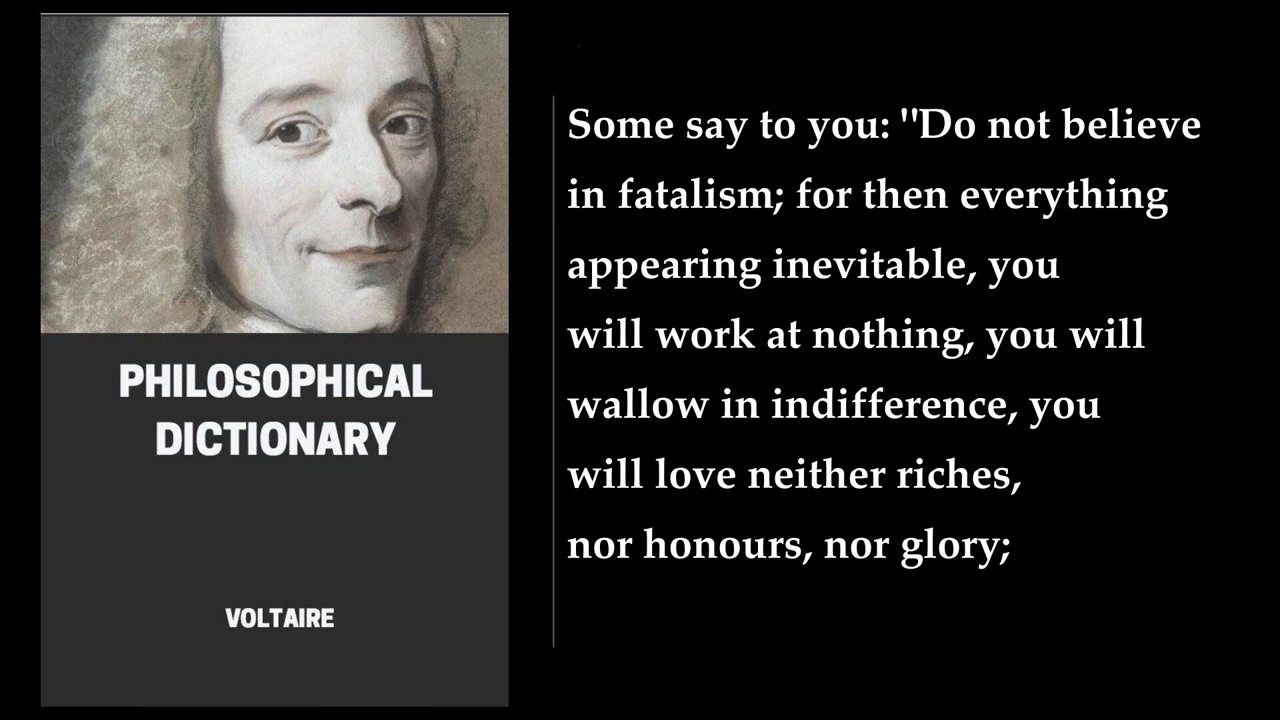 PHILOSOPHICAL
DICTIONARY
VOLTAIRE
Some say to you: "Do not believe
in fatalism; for then everything
appearing inevitable, you
will work at nothing, you will
wallow in indifference, you
will love neither riches,
nor honours, nor glory;